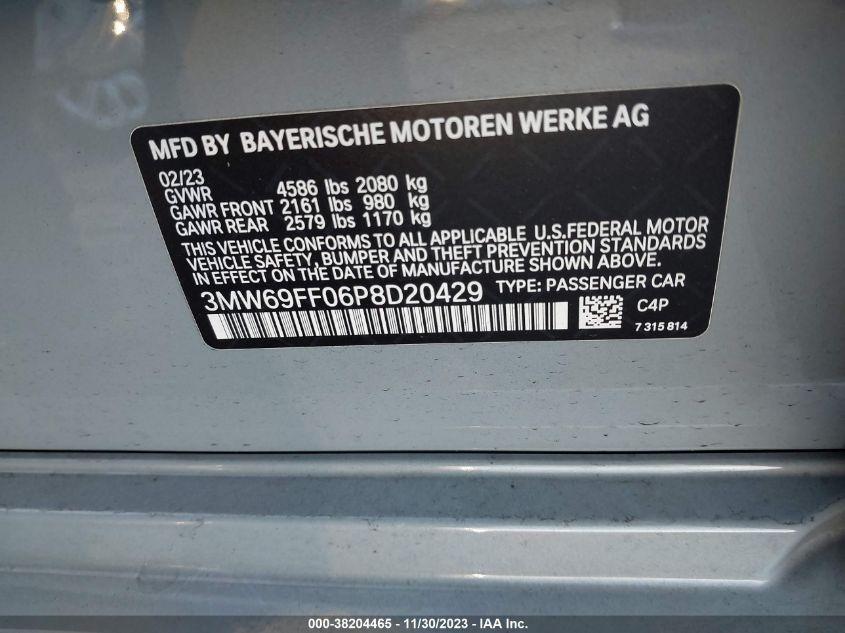 MFD BY BAYERISCHE MOTOREN WERKE AG
02/23
GVWR 4586 lbs 2080 kg
GAWR FRONT 2161 lbs 980 kg
GAWR REAR 2579 lbs 1170 kg
THIS VEHICLE CONFORMS TO ALL APPLICABLE U.S.FEDERAL MOTOR
VEHICLE SAFETY, BUMPER AND THEFT PREVENTION STANDARDS
IN EFFECT ON THE DATE OF MANUFACTURE SHOWN ABOVE.
3MW69FF06P8D20429 TYPE: PASSENGER CAR
C4P
7 315 814
000-38204465 - 11/30/2023 - IAA Inc.